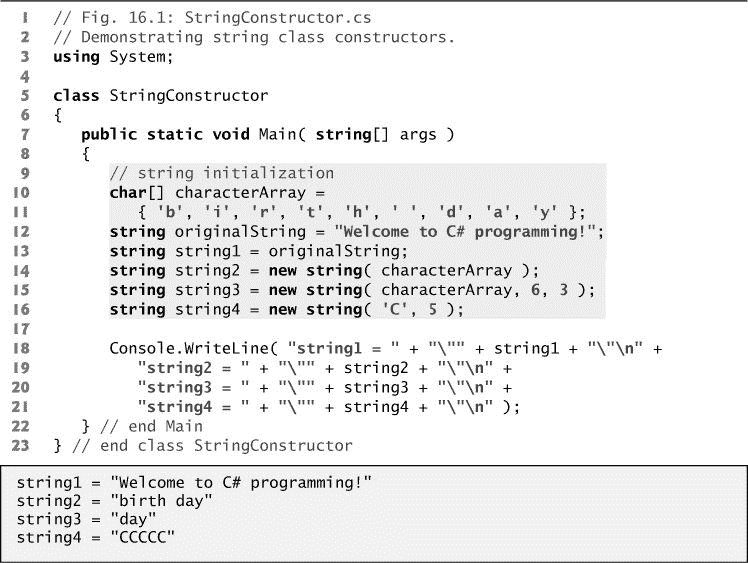 1 // Fig. 16.1: StringConstructor.cs
2 // Demonstrating string class constructors.
3 using System;
4
5 class StringConstructor
6 {
7 public static void Main( string[] args )
8 {
9 // string initialization
10 char[] characterArray =
11 { 'b', 'i', 'r', 't', 'h', ' ', 'd', 'a', 'y' };
12 string originalString = "Welcome to C# programming!";
13 string string1 = originalString;
14 string string2 = new string( characterArray );
15 string string3 = new string( characterArray, 6, 3 );
16 string string4 = new string( 'C', 5 );
17
18 Console.WriteLine( "string1 = " + "\"" + string1 + "\"\n" +
19 "string2 = " + "\"" + string2 + "\"\n" +
20 "string3 = " + "\"" + string3 + "\"\n" +
21 "string4 = " + "\"" + string4 + "\"\n" );
22 } // end Main
23 } // end class StringConstructor
string1 = "Welcome to C# programming!"
string2 = "birth day"
string3 = "day"
string4 = "CCCCC"